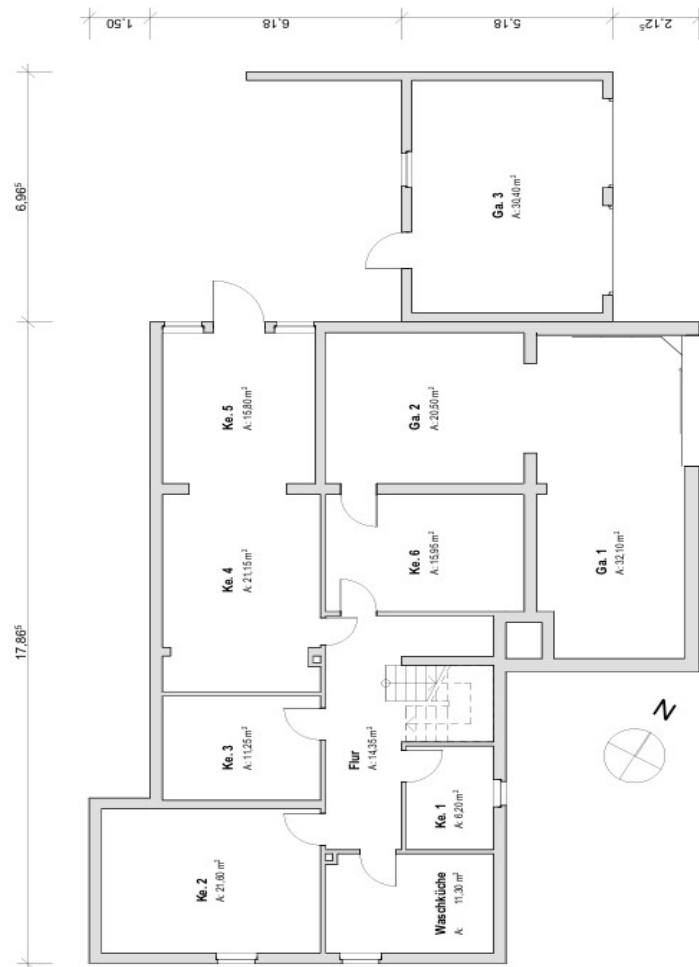 1,50
6,18
5,18
2,12⁵
6,96⁵
17,86⁵
Ga. 3
A: 30,40 m²
Ke. 5
A: 15,80 m²
Ga. 2
A: 20,50 m²
Ke. 4
A: 21,15 m²
Ke. 6
A: 15,95 m²
Ga. 1
A: 32,10 m²
Ke. 3
A: 11,25 m²
Flur
A: 14,35 m²
Ke. 1
A: 6,20 m²
Ke. 2
A: 21,60 m²
Waschküche
A: 11,30 m²
N